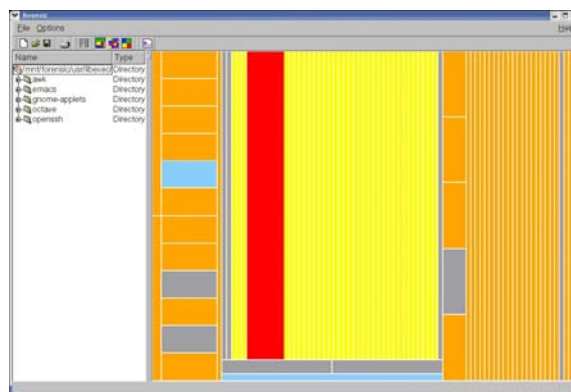 forensic
File Options
Help
Name Type
/mnt/forensic/usr/libexec Directory
awk Directory
emacs Directory
gnome-applets Directory
octave Directory
openssh Directory